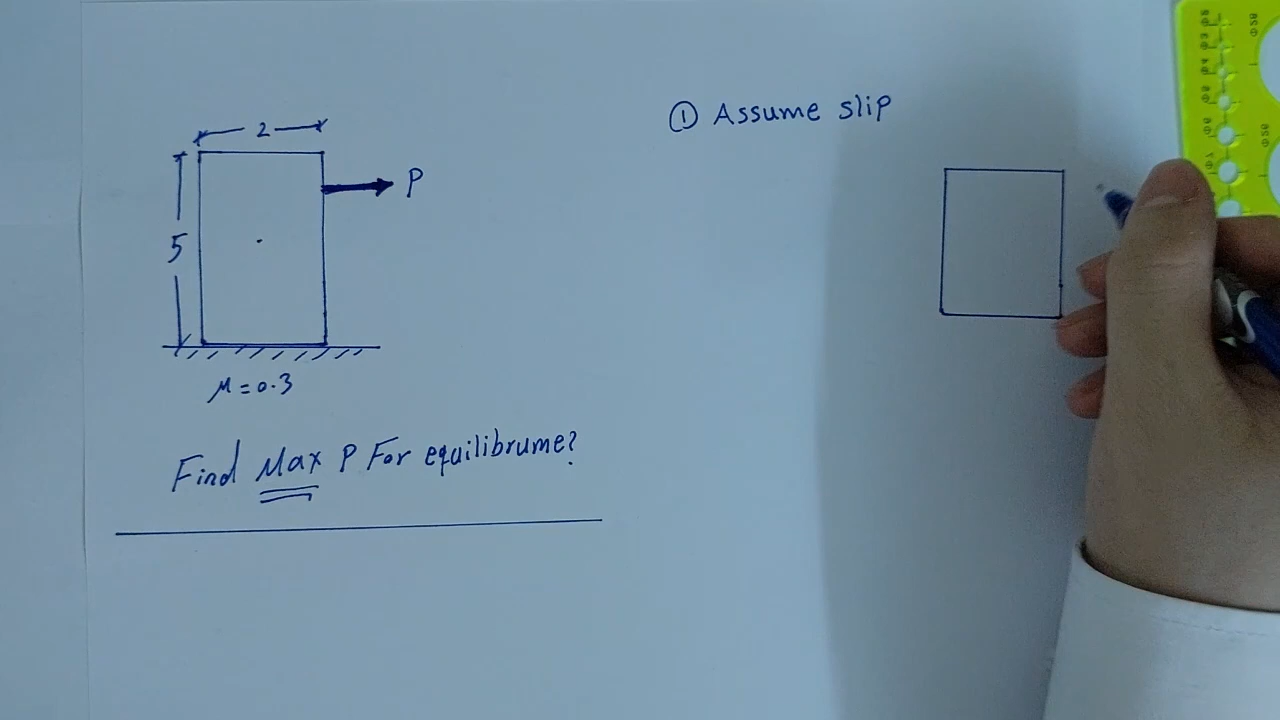 ① Assume slip
2
P
5
μ = 0.3
Find Max P For equilibrume?